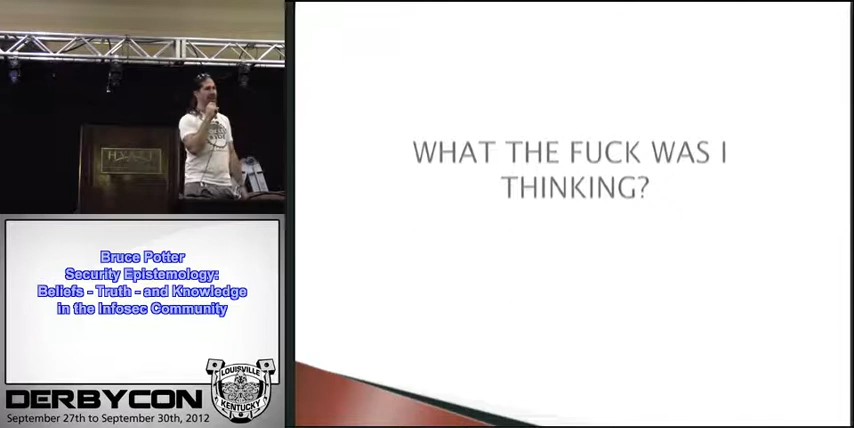 WHAT THE FUCK WAS I
THINKING?
HYATT
Bruce Potter
Security Epistemology:
Beliefs - Truth - and Knowledge
in the Infosec Community
LOUISVILLE
KENTUCKY
DERBYCON
September 27th to September 30th, 2012